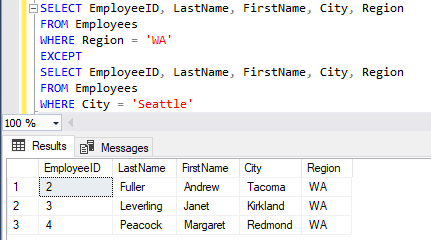 SELECT EmployeeID, LastName, FirstName, City, Region
FROM Employees
WHERE Region = 'WA'
EXCEPT
SELECT EmployeeID, LastName, FirstName, City, Region
FROM Employees
WHERE City = 'Seattle'
100 %
Results Messages
EmployeeID LastName FirstName City Region
1 2 Fuller Andrew Tacoma WA
2 3 Leverling Janet Kirkland WA
3 4 Peacock Margaret Redmond WA